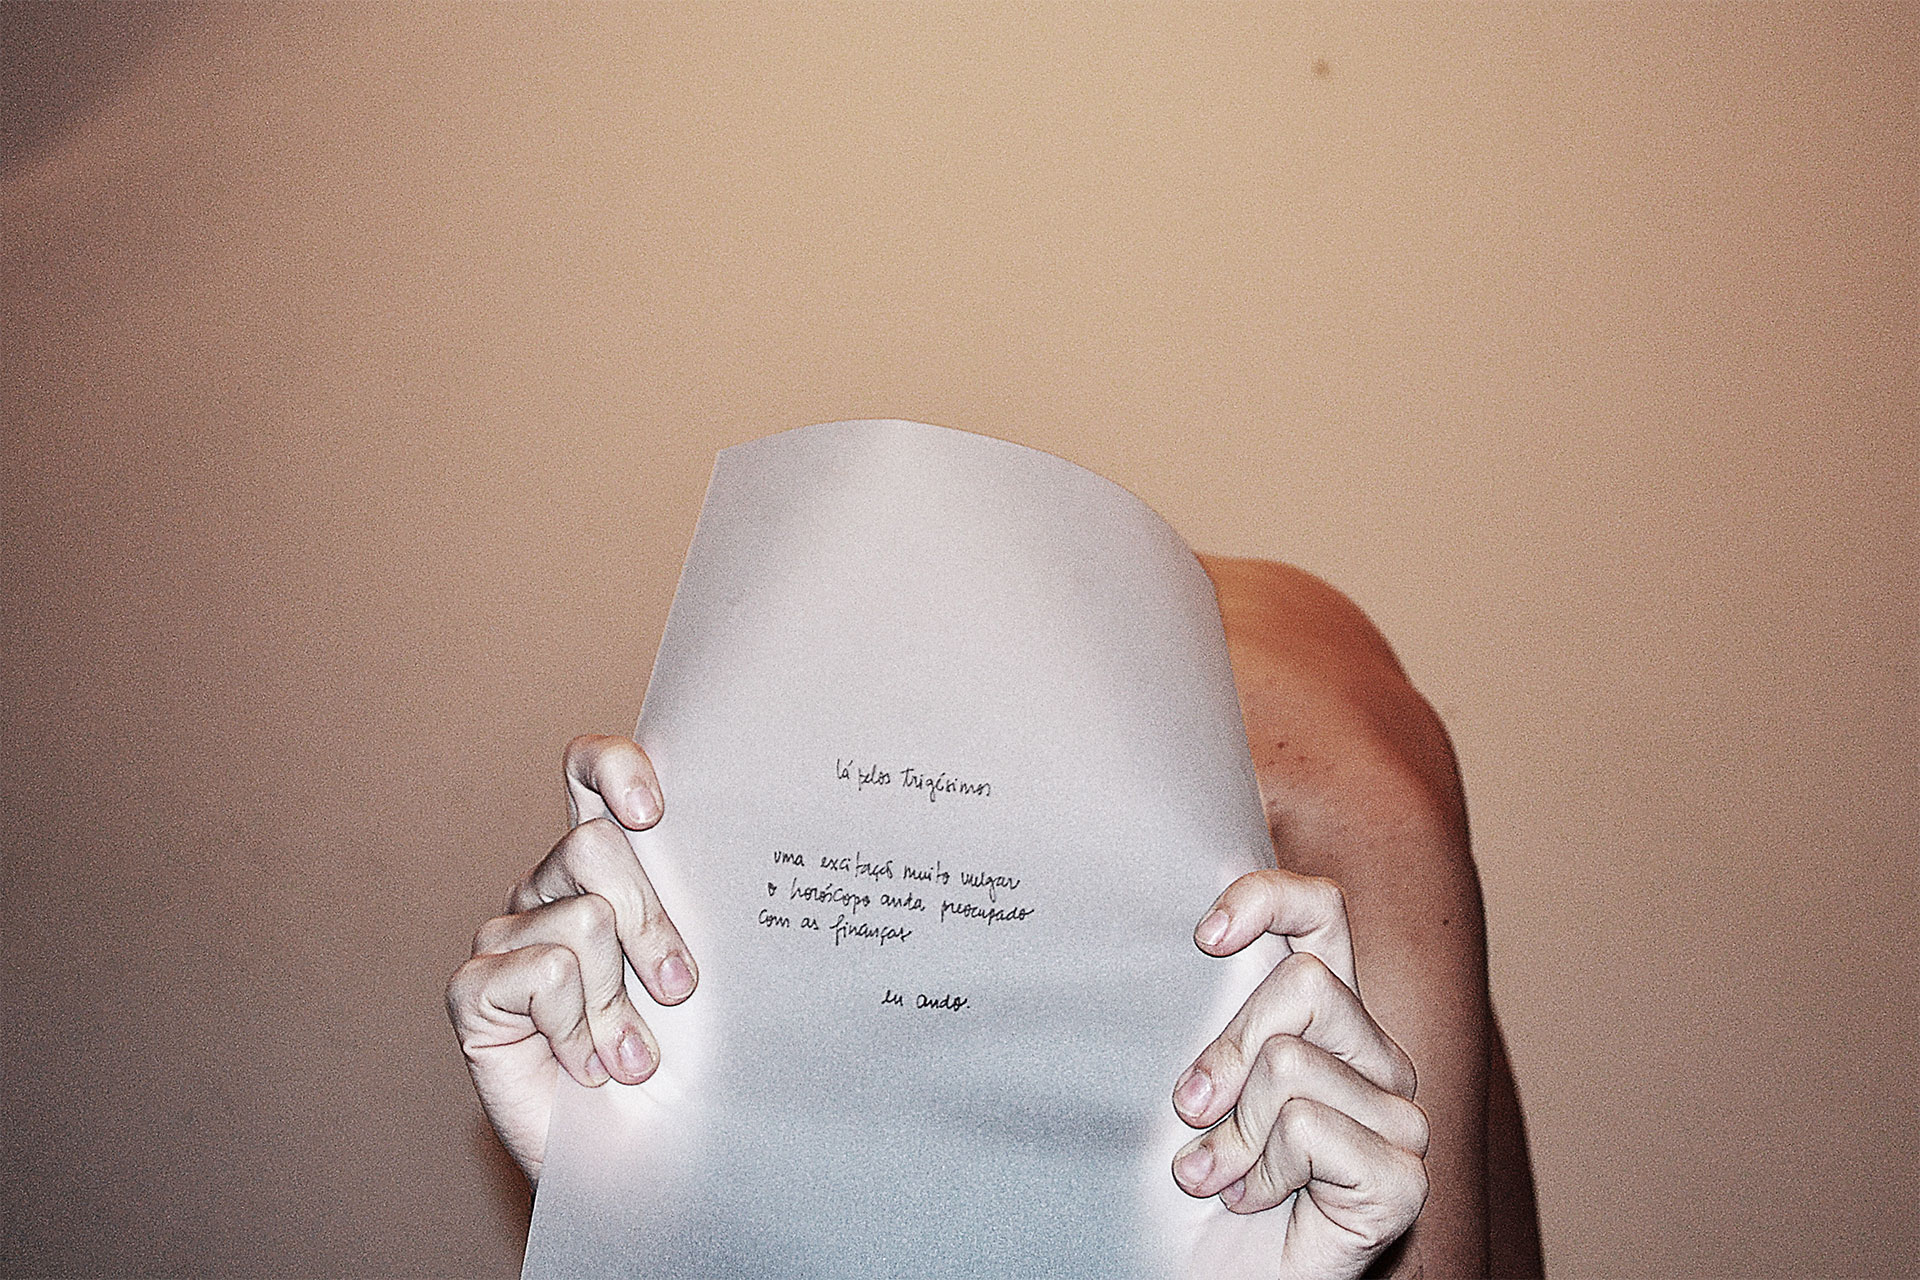 lá pelos trigésimos
uma excitação muito vulgar
o horóscopo anda preocupado
com as finanças
eu ando.